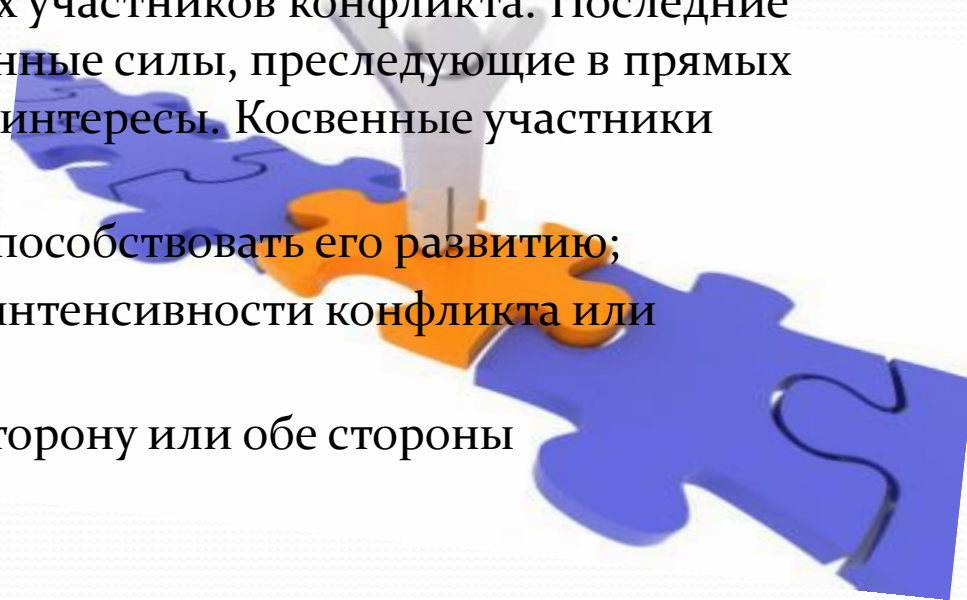 х участников конфликта. Последние
нные силы, преследующие в прямых
интересы. Косвенные участники
пособствовать его развитию;
интенсивности конфликта или
торону или обе стороны